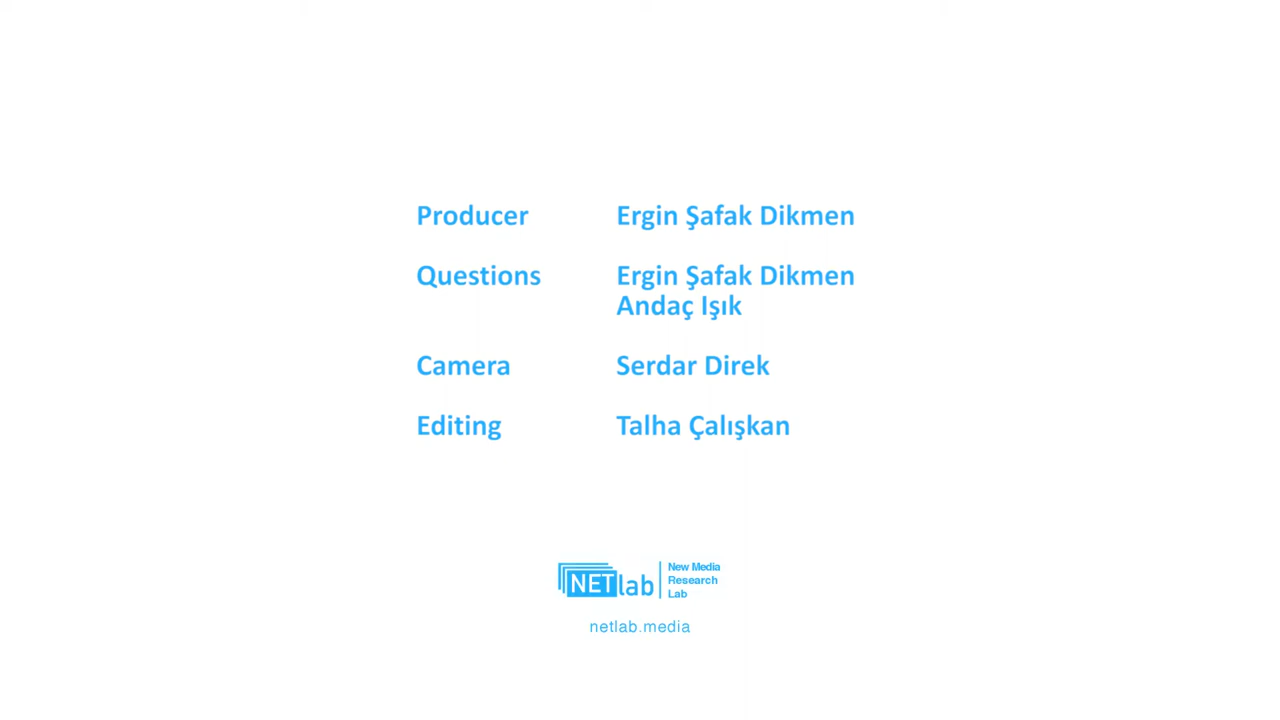 Producer Ergin Şafak Dikmen
Questions Ergin Şafak Dikmen
Andaç Işık
Camera Serdar Direk
Editing Talha Çalışkan
NETlab
New Media
Research
Lab
netlab.media